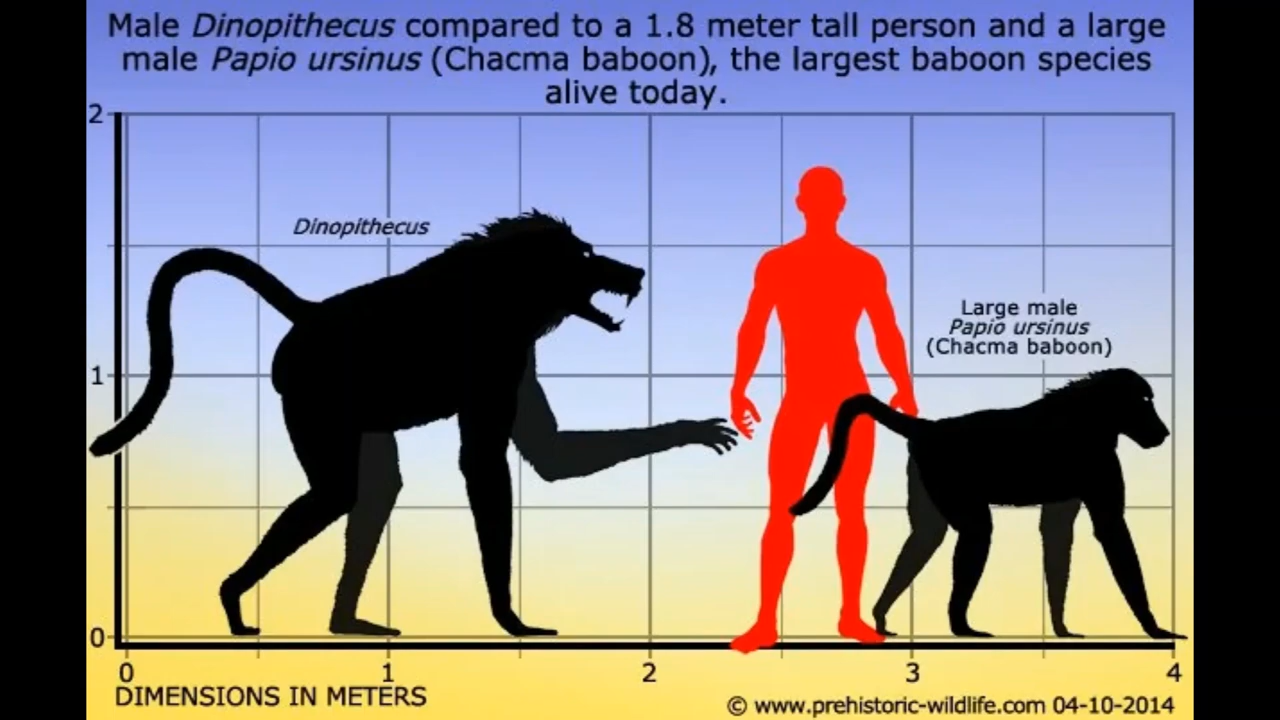 Male Dinopithecus compared to a 1.8 meter tall person and a large
male Papio ursinus (Chacma baboon), the largest baboon species
alive today.
2
Dinopithecus
Large male
Papio ursinus
(Chacma baboon)
1
0
0 1 2 3 4
DIMENSIONS IN METERS
© www.prehistoric-wildlife.com 04-10-2014